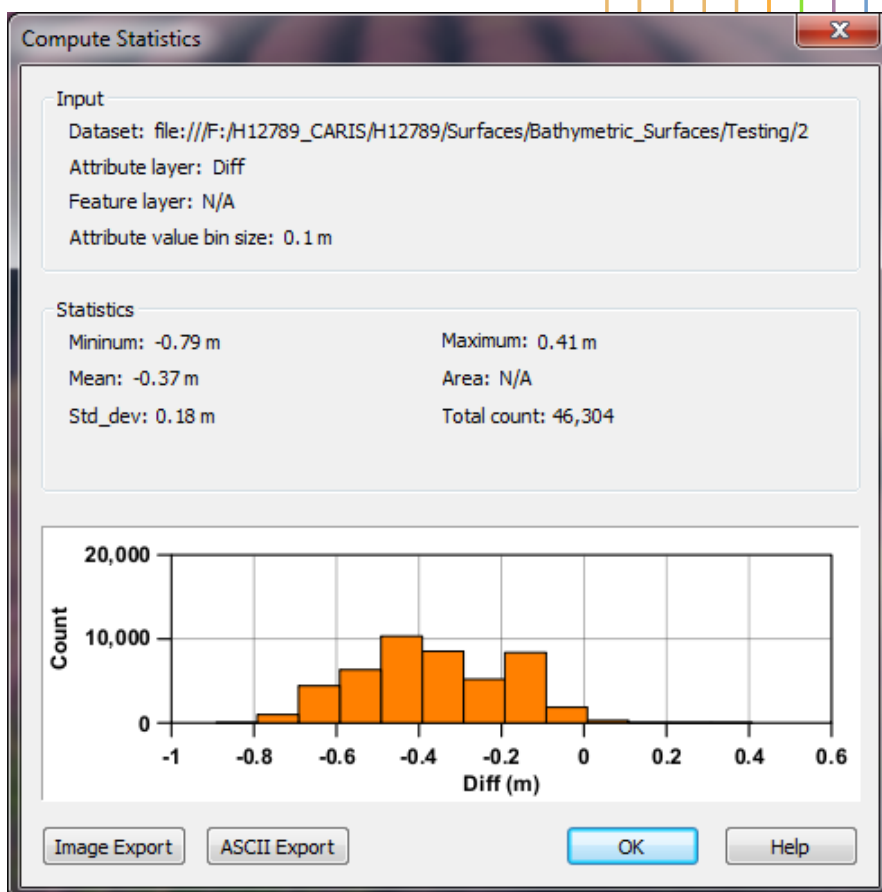 Compute Statistics
x
Input
Dataset: file:///F:/H12789_CARIS/H12789/Surfaces/Bathymetric_Surfaces/Testing/2
Attribute layer: Diff
Feature layer: N/A
Attribute value bin size: 0.1 m
Statistics
Mininum: -0.79 m Maximum: 0.41 m
Mean: -0.37 m Area: N/A
Std_dev: 0.18 m Total count: 46,304
20,000
10,000
0
Count
-1 -0.8 -0.6 -0.4 -0.2 0 0.2 0.4 0.6
Diff (m)
Image Export ASCII Export OK Help